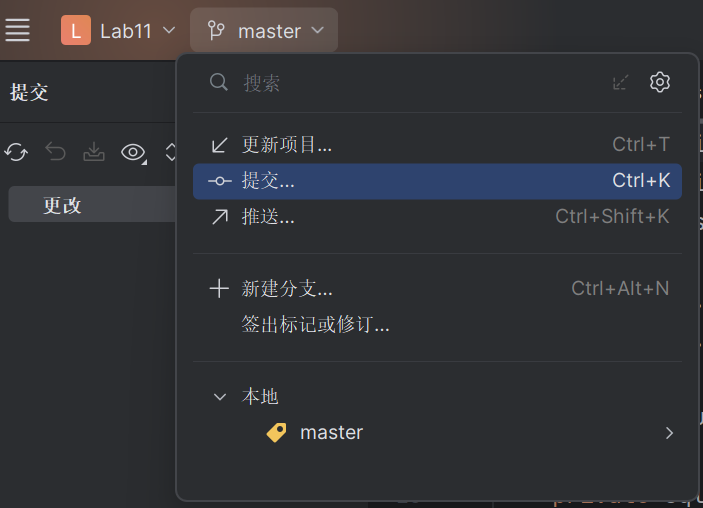 L Lab11 master
提交
搜索
更新项目... Ctrl+T
提交... Ctrl+K
更改
推送... Ctrl+Shift+K
新建分支... Ctrl+Alt+N
签出标记或修订...
本地
master